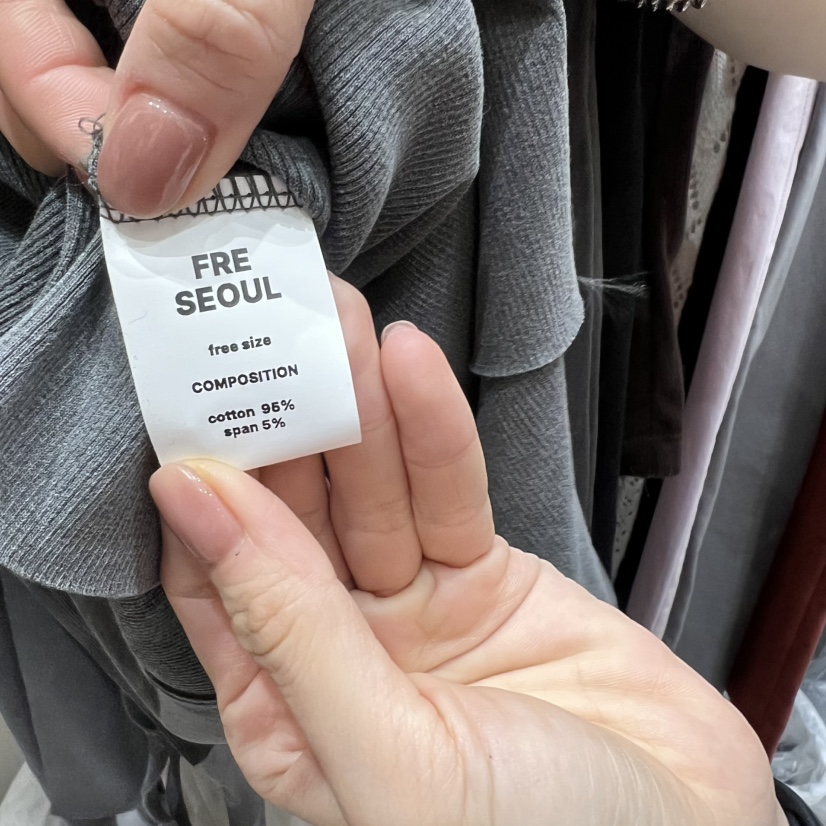 FRE
SEOUL
free size
COMPOSITION
cotton 95%
span 5%